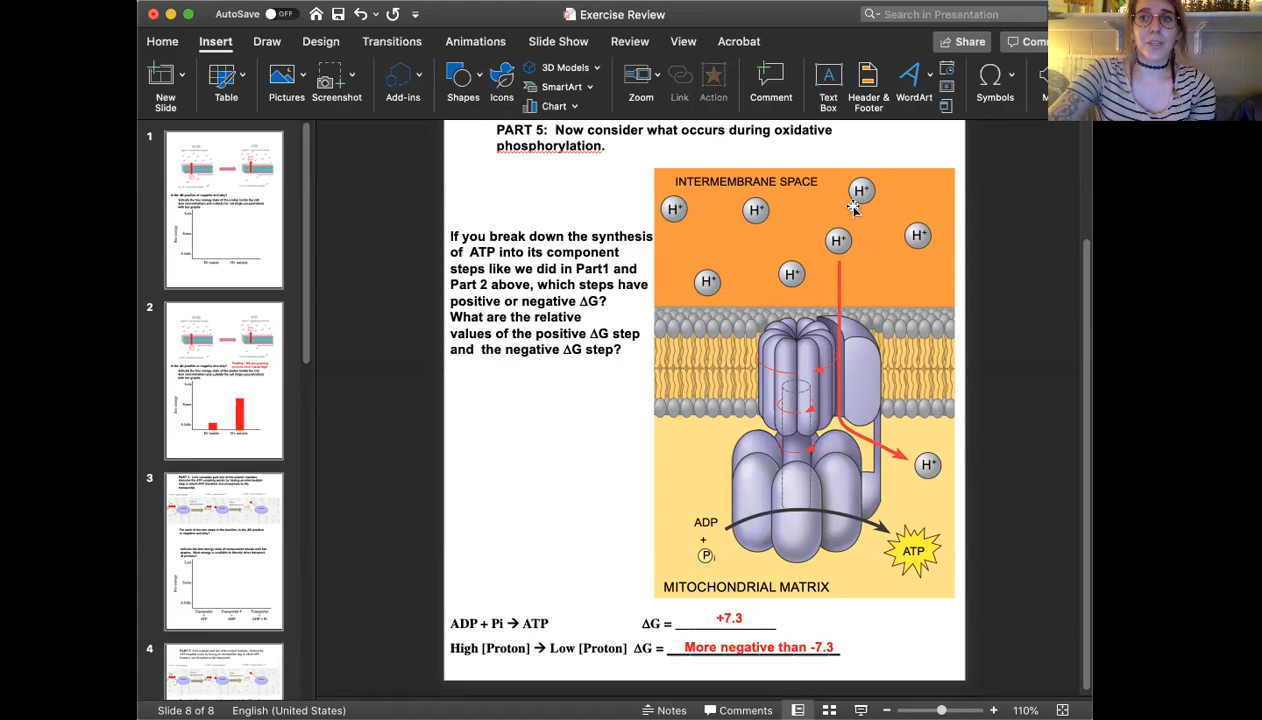 AutoSave OFF
Exercise Review
Search in Presentation
Home Insert Draw Design Transitions Animations Slide Show Review View Acrobat Share Comm
New Slide
Table
Pictures
Screenshot
Add-ins
Shapes
Icons
3D Models
SmartArt
Chart
Zoom
Link
Action
Comment
Text Box
Header & Footer
WordArt
Symbols
1
2
3
4
PART 5: Now consider what occurs during oxidative
phosphorylation.
If you break down the synthesis
of ATP into its component
steps like we did in Part1 and
Part 2 above, which steps have
positive or negative ΔG?
What are the relative
values of the positive ΔG step
and the negative ΔG step?
INTERMEMBRANE SPACE
H⁺
H⁺
H⁺
H⁺
H⁺
H⁺
H⁺
H⁺
ADP
+
Pi
ATP
MITOCHONDRIAL MATRIX
ADP + Pi → ATP ΔG = +7.3
High [Proton] → Low [Proton] ΔG = More negative than -7.3
Slide 8 of 8 English (United States) Notes Comments 110%